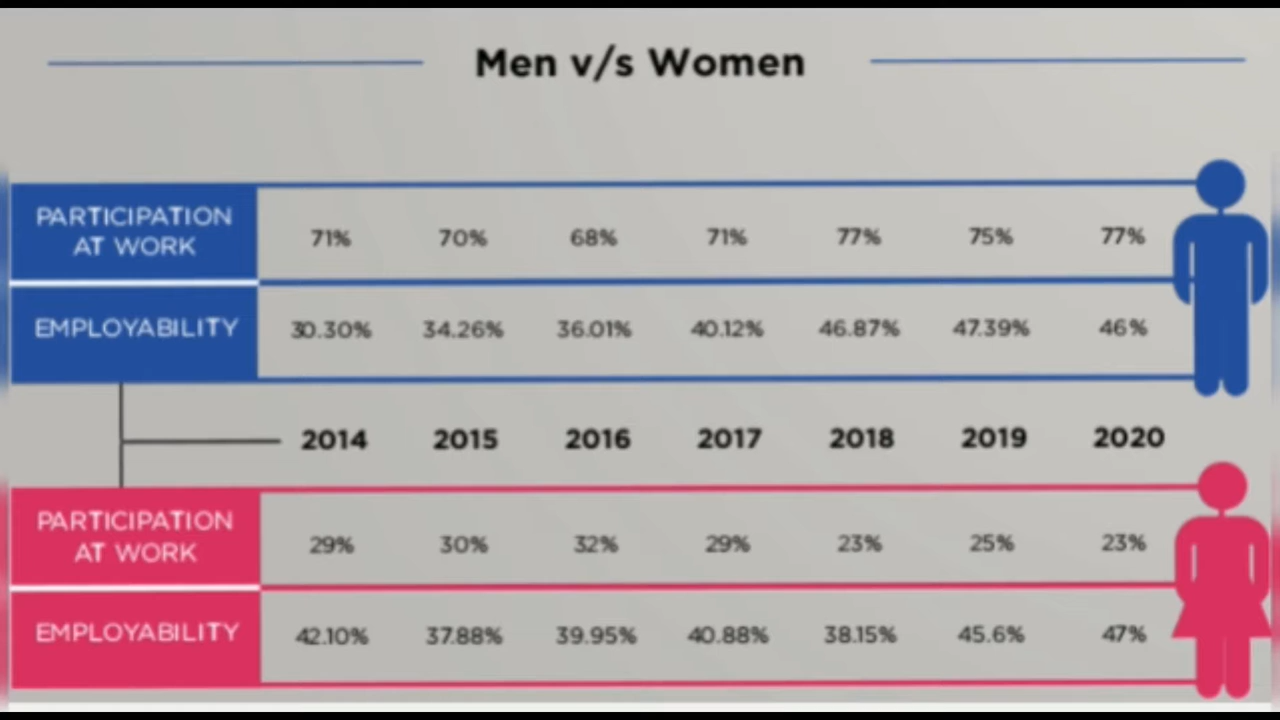 Men v/s Women
PARTICIPATION
AT WORK
71% 70% 68% 71% 77% 75% 77%
EMPLOYABILITY 30.30% 34.26% 36.01% 40.12% 46.87% 47.39% 46%
2014 2015 2016 2017 2018 2019 2020
PARTICIPATION
AT WORK
29% 30% 32% 29% 23% 25% 23%
EMPLOYABILITY 42.10% 37.88% 39.95% 40.88% 38.15% 45.6% 47%